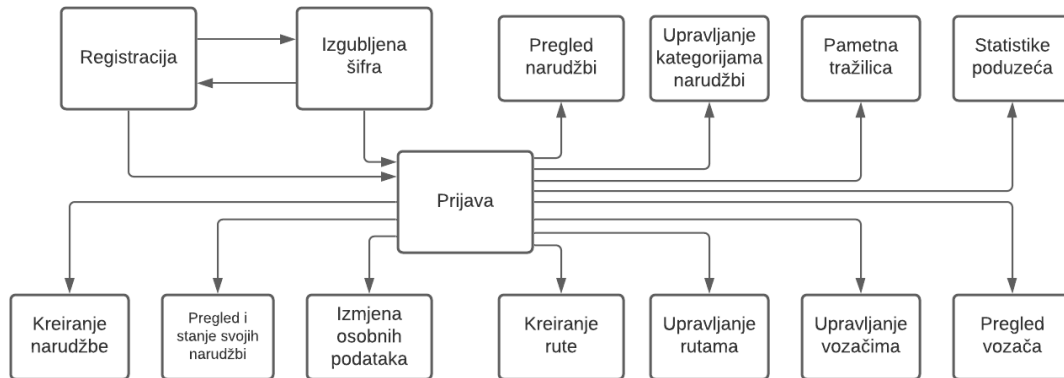 Registracija
Izgubljena
šifra
Pregled
narudžbi
Upravljanje
kategorijama
narudžbi
Pametna
tražilica
Statistike
poduzeća
Prijava
Kreiranje
narudžbe
Pregled i
stanje svojih
narudžbi
Izmjena
osobnih
podataka
Kreiranje
rute
Upravljanje
rutama
Upravljanje
vozačima
Pregled
vozača